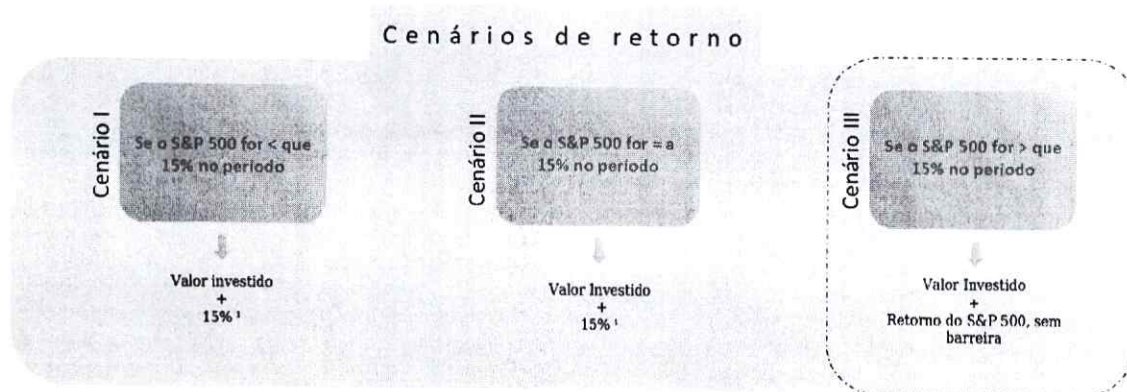 Cenários de retorno
Cenário I
Se o S&P 500 for < que
15% no período
Valor investido
+
15% ¹
Cenário II
Se o S&P 500 for = a
15% no período
Valor Investido
+
15% ¹
Cenário III
Se o S&P 500 for > que
15% no período
Valor Investido
+
Retorno do S&P 500, sem
barreira